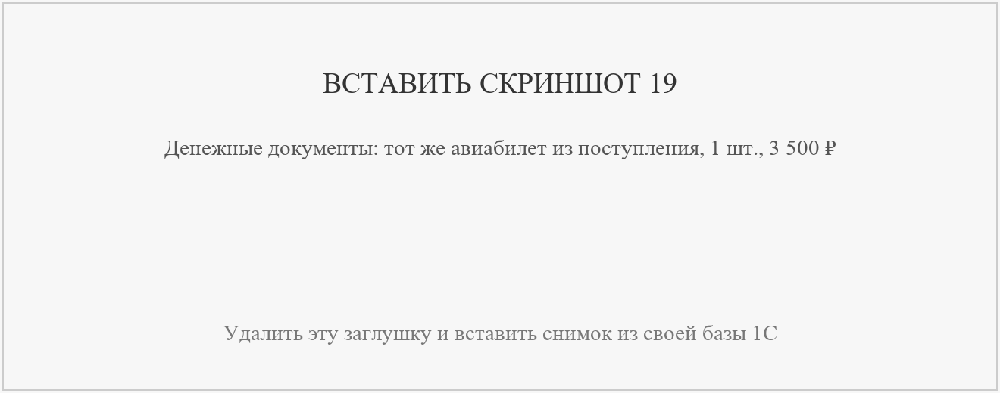 ВСТАВИТЬ СКРИНШОТ 19
Денежные документы: тот же авиабилет из поступления, 1 шт., 3 500 ₽
Удалить эту заглушку и вставить снимок из своей базы 1С